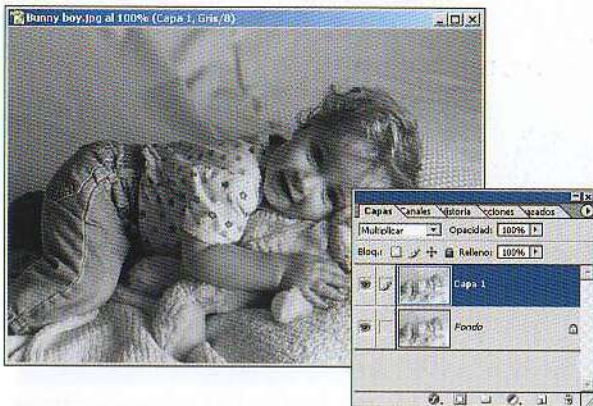 Bunny boy.jpg al 100% (Capa 1, Gris/8)
Capas Canales Historia cciones azados
Multiplicar Opacidad: 100%
Bloq.: Relleno: 100%
Capa 1
Fondo